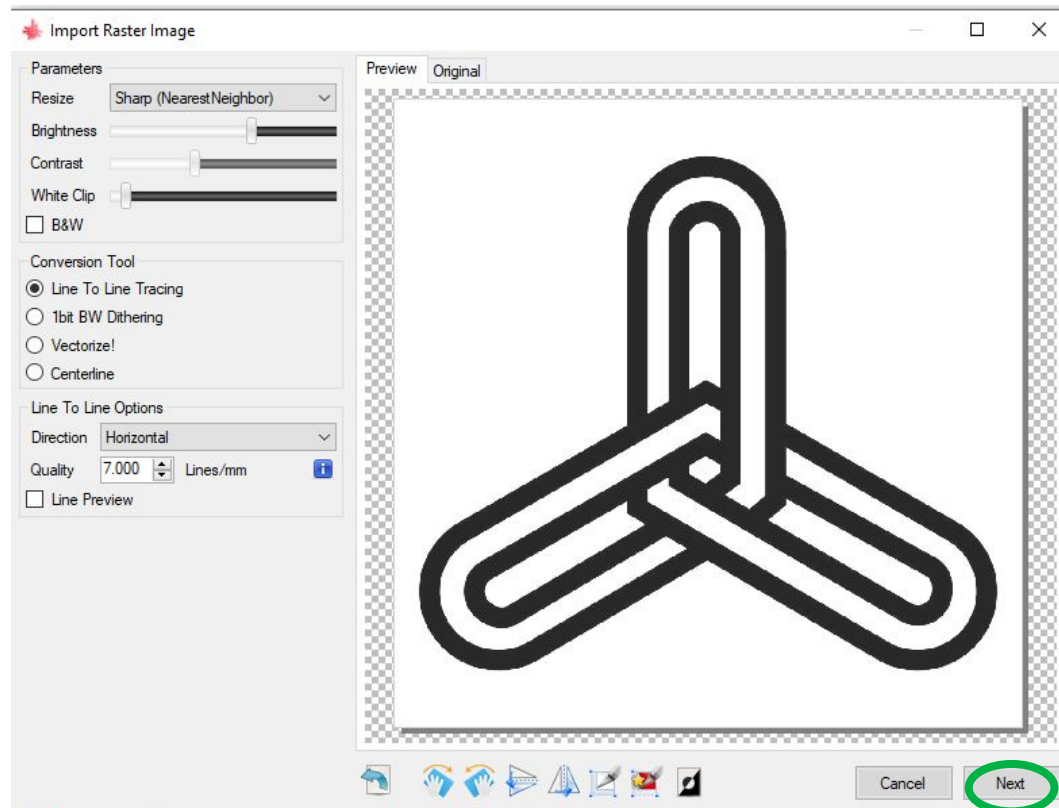 Import Raster Image
Parameters
Resize Sharp (NearestNeighbor)
Brightness
Contrast
White Clip
B&W
Conversion Tool
Line To Line Tracing
1bit BW Dithering
Vectorize!
Centerline
Line To Line Options
Direction Horizontal
Quality 7.000 Lines/mm
Line Preview
Preview Original
Cancel Next